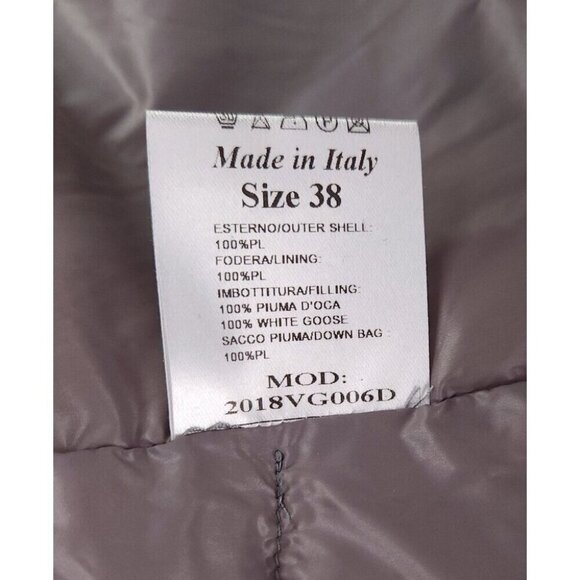 Made in Italy
Size 38
ESTERNO/OUTER SHELL:
100%PL
FODERA/LINING:
100%PL
IMBOTTITURA/FILLING:
100% PIUMA D'OCA
100% WHITE GOOSE
SACCO PIUMA/DOWN BAG :
100%PL
MOD:
2018VG006D